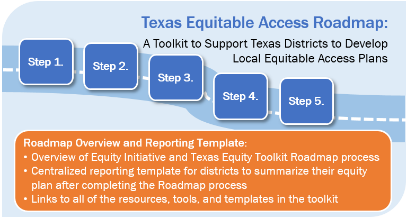 Texas Equitable Access Roadmap:
A Toolkit to Support Texas Districts to Develop
Local Equitable Access Plans
Step 1.
Step 2.
Step 3.
Step 4.
Step 5.
Roadmap Overview and Reporting Template:
• Overview of Equity Initiative and Texas Equity Toolkit Roadmap process
• Centralized reporting template for districts to summarize their equity
plan after completing the Roadmap process
• Links to all of the resources, tools, and templates in the toolkit